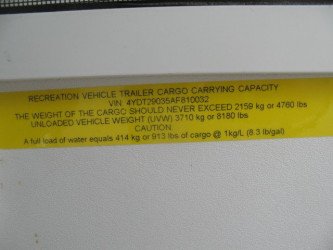 RECREATION VEHICLE TRAILER CARGO CARRYING CAPACITY
VIN: 4YDT29035AF810032
THE WEIGHT OF THE CARGO SHOULD NEVER EXCEED 2159 kg or 4760 lbs
UNLOADED VEHICLE WEIGHT (UVW) 3710 kg or 8180 lbs
CAUTION:
A full load of water equals 414 kg or 913 lbs of cargo @ 1kg/L (8.3 lb/gal)